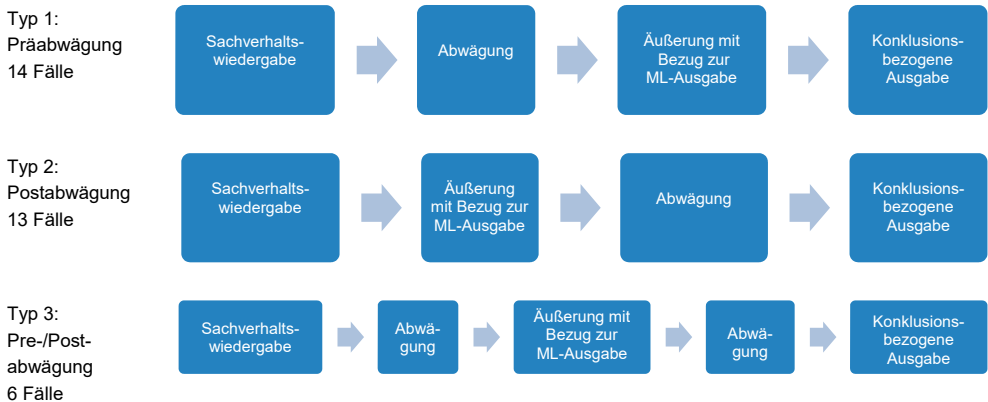 Typ 1:
Präabwägung
14 Fälle
Sachverhalts-
wiedergabe
Abwägung
Äußerung mit
Bezug zur
ML-Ausgabe
Konklusions-
bezogene
Ausgabe
Typ 2:
Postabwägung
13 Fälle
Sachverhalts-
wiedergabe
Äußerung
mit Bezug zur
ML-Ausgabe
Abwägung
Konklusions-
bezogene
Ausgabe
Typ 3:
Pre-/Post-
abwägung
6 Fälle
Sachverhalts-
wiedergabe
Abwä-
gung
Äußerung mit
Bezug zur
ML-Ausgabe
Abwä-
gung
Konklusions-
bezogene
Ausgabe